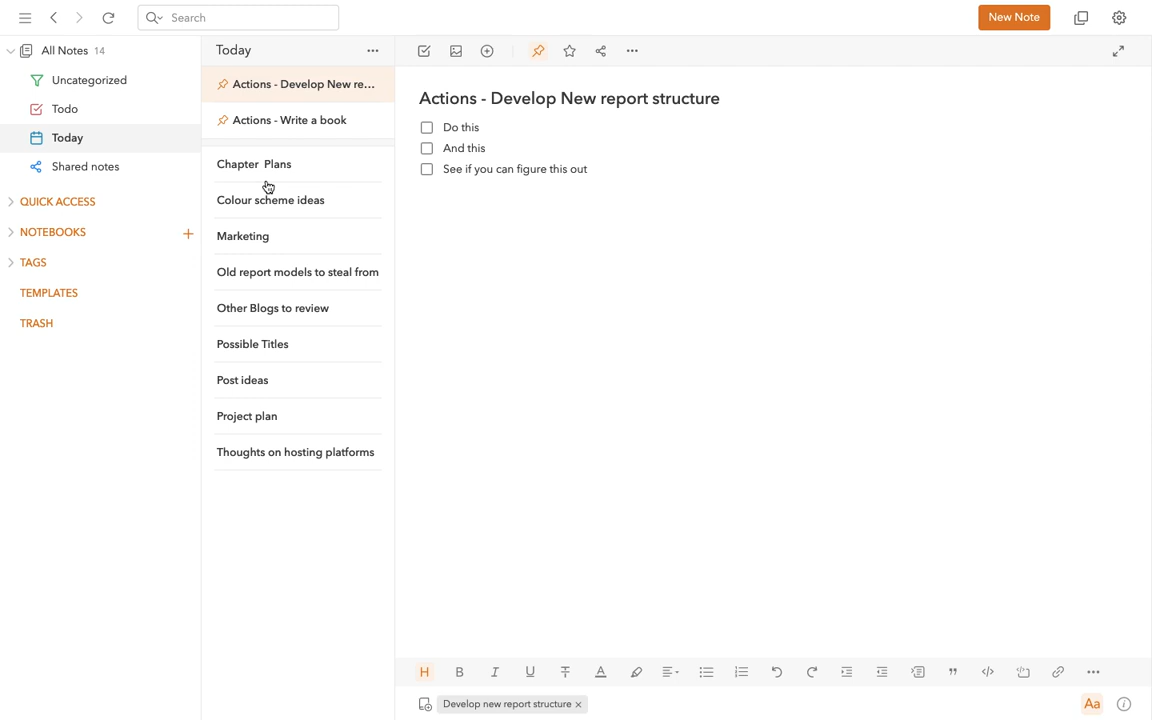 Search
New Note
All Notes 14
Uncategorized
Todo
Today
Shared notes
QUICK ACCESS
NOTEBOOKS
TAGS
TEMPLATES
TRASH
Today
Actions - Develop New re...
Actions - Write a book
Chapter Plans
Colour scheme ideas
Marketing
Old report models to steal from
Other Blogs to review
Possible Titles
Post ideas
Project plan
Thoughts on hosting platforms
Actions - Develop New report structure
Do this
And this
See if you can figure this out
H B I U T A
Develop new report structure ×
Aa